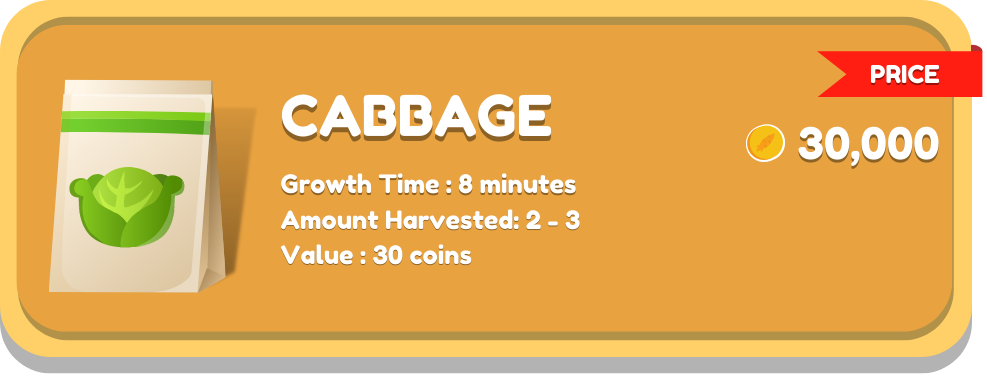 PRICE
CABBAGE
30,000
Growth Time : 8 minutes
Amount Harvested: 2 - 3
Value : 30 coins